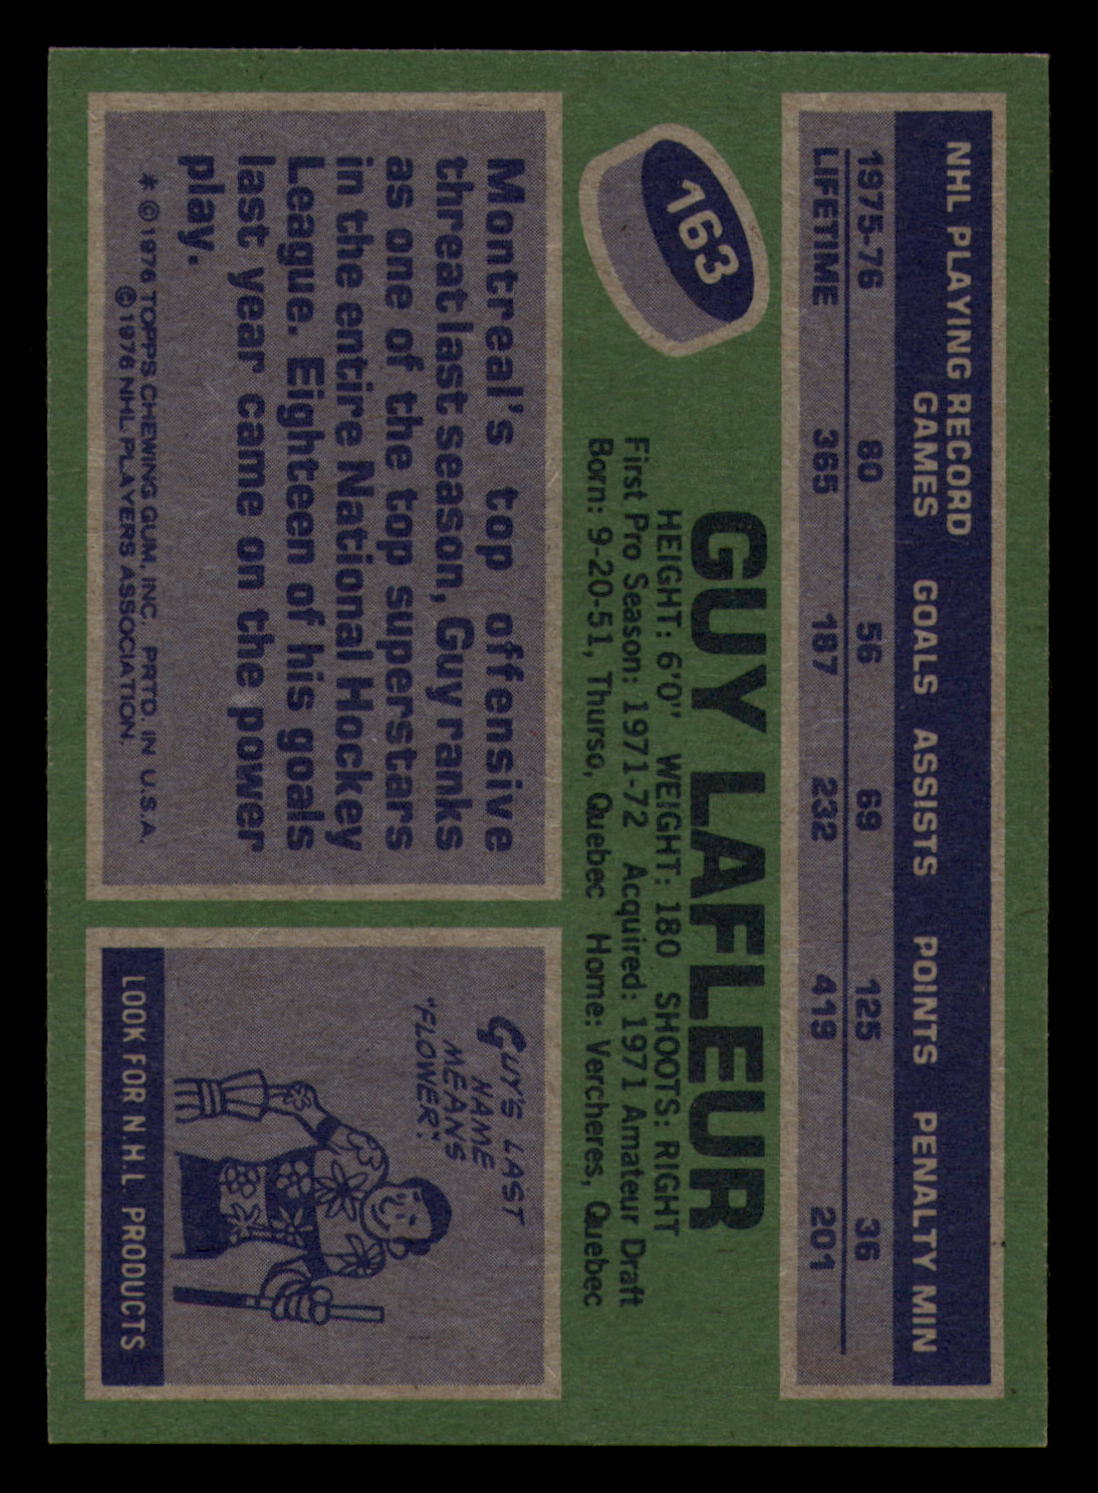 NHL PLAYING RECORD
GAMES GOALS ASSISTS POINTS PENALTY MIN
1975-76 80 56 69 125 36
LIFETIME 365 187 232 419 201
163
GUY LAFLEUR
HEIGHT: 6'0" WEIGHT: 180 SHOOTS: RIGHT
First Pro Season: 1971-72 Acquired: 1971 Amateur Draft
Born: 9-20-51, Thurso, Quebec Home: Vercheres, Quebec
Montreal's top offensive
threat last season, Guy ranks
as one of the top superstars
in the entire National Hockey
League. Eighteen of his goals
last year came on the power
play.
* ©1976 TOPPS CHEWING GUM, INC. PRTD. IN U.S.A.
©1976 NHL PLAYERS ASSOCIATION.
GUY'S LAST
NAME
MEANS
"FLOWER".
LOOK FOR N.H.L. PRODUCTS